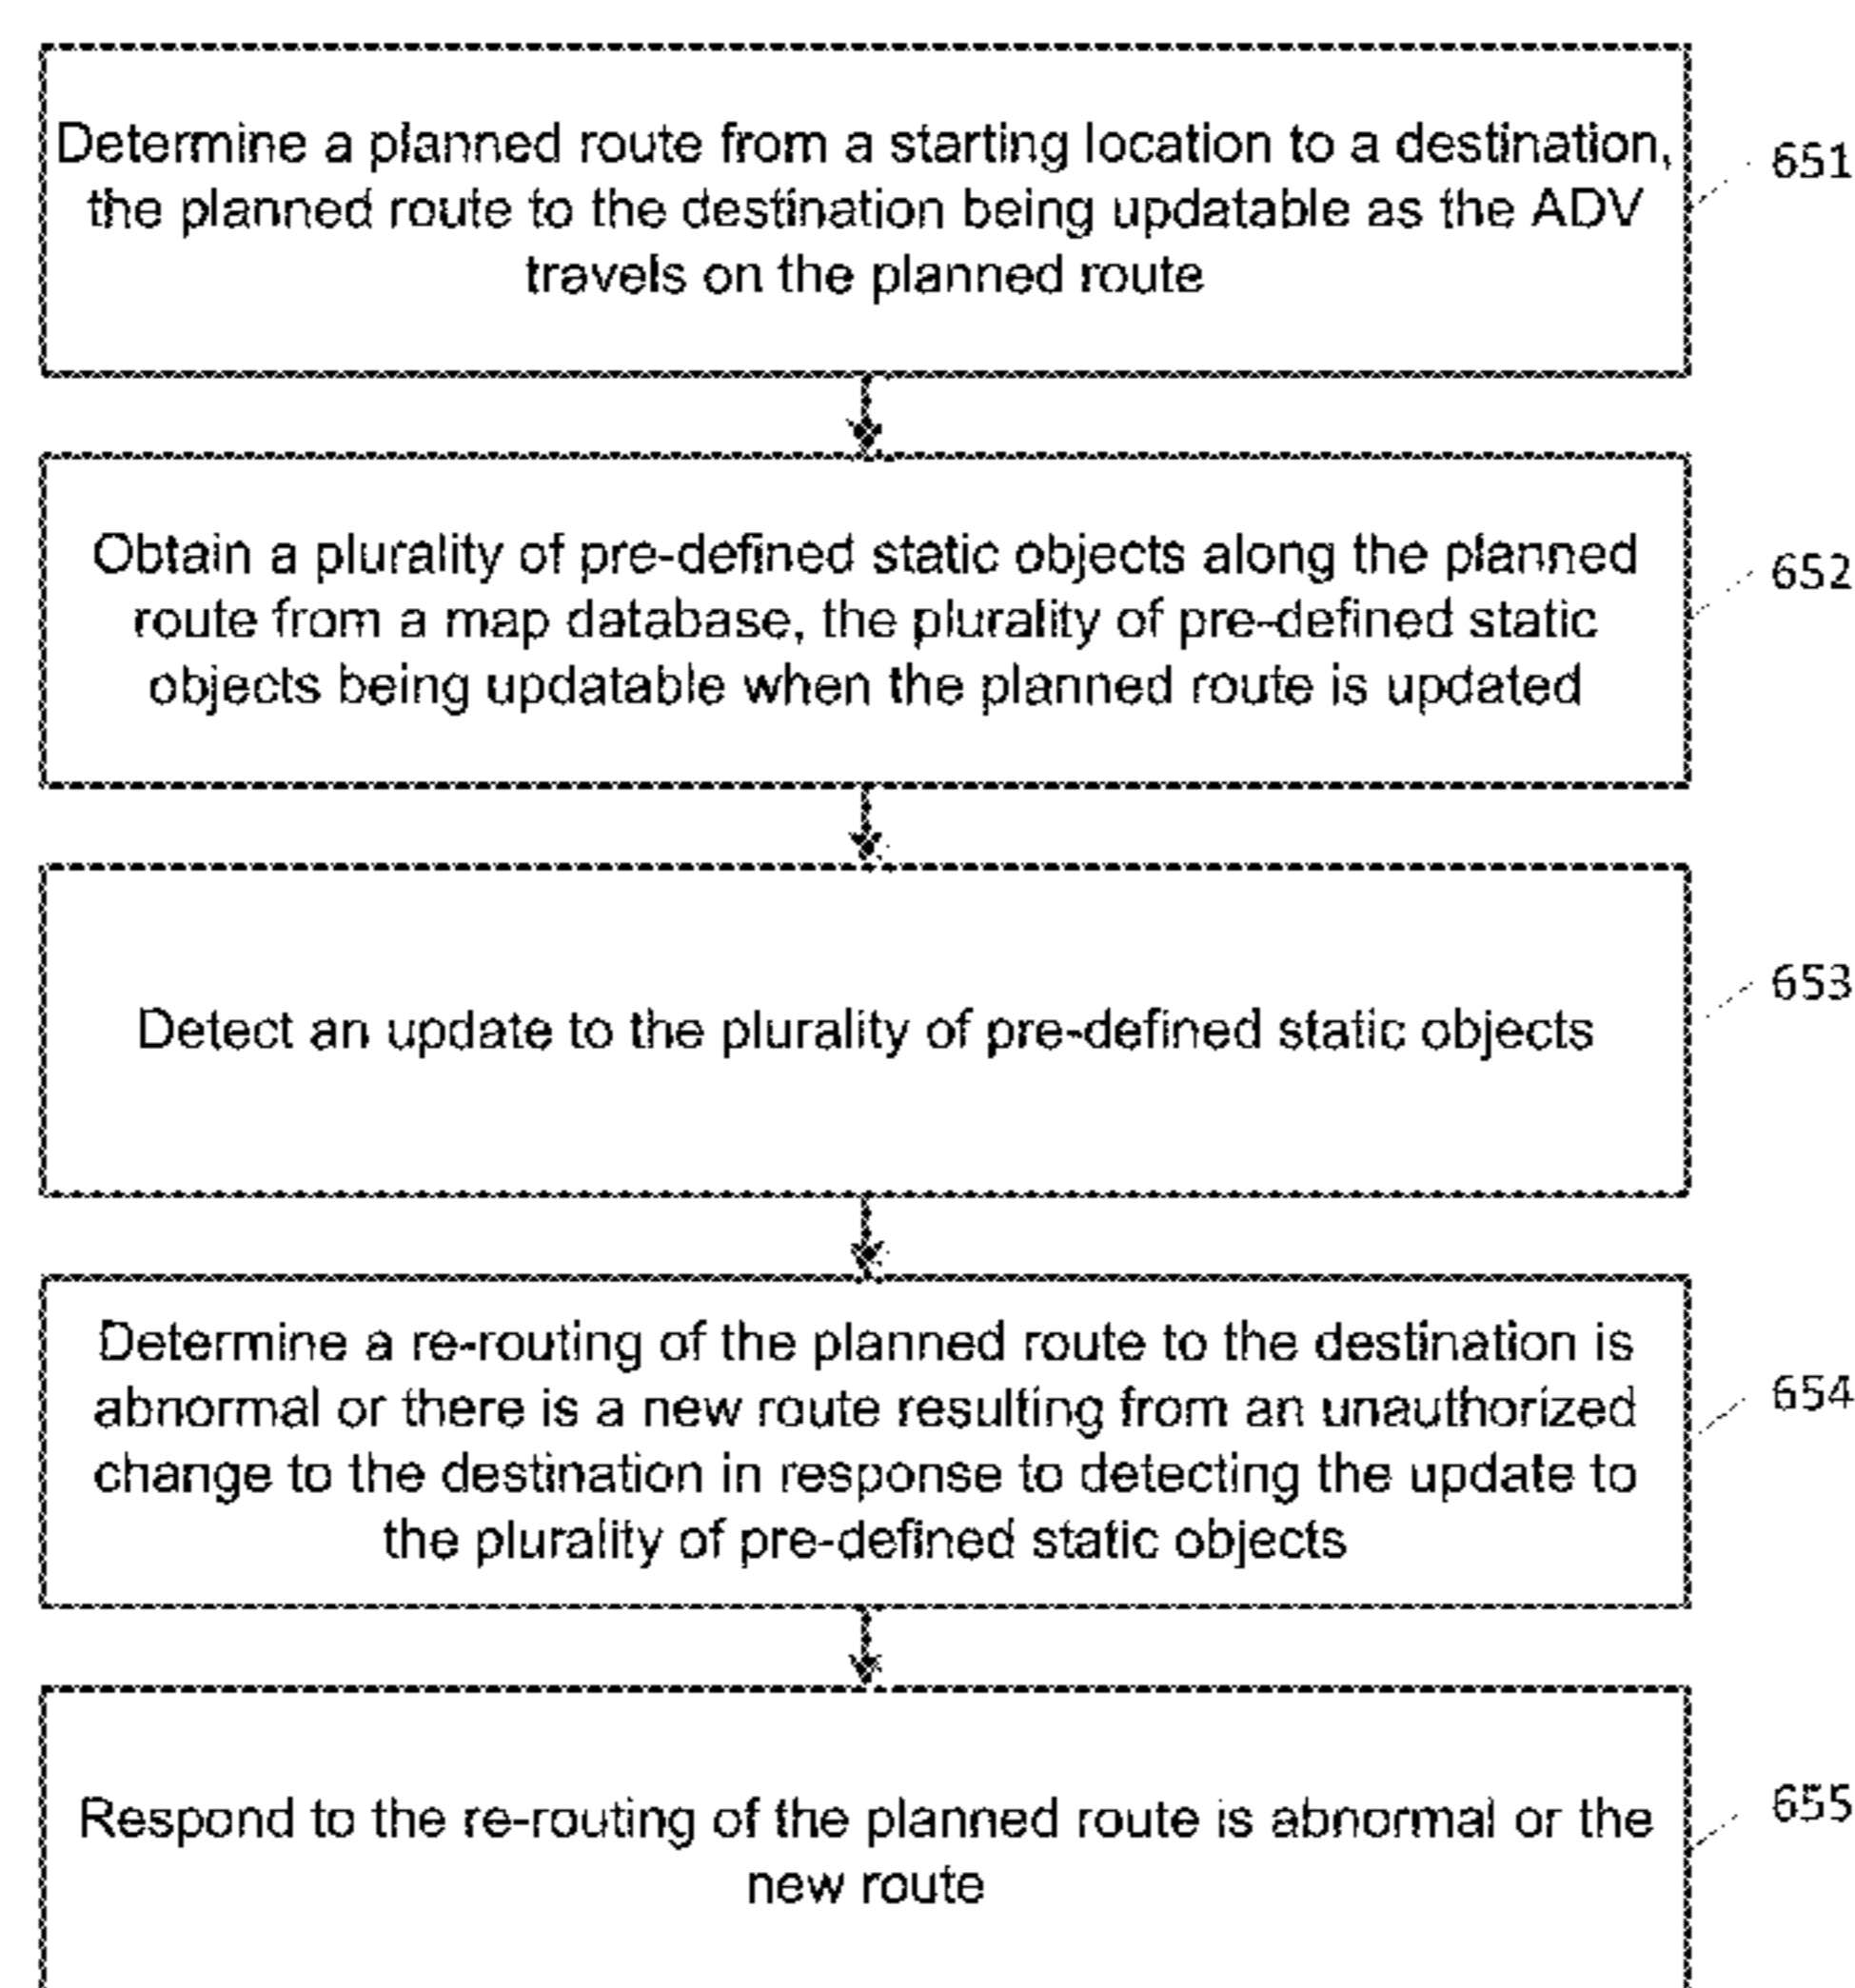 Determine a planned route from a starting location to a destination,
the planned route to the destination being updatable as the ADV
travels on the planned route
651
Obtain a plurality of pre-defined static objects along the planned
route from a map database, the plurality of pre-defined static
objects being updatable when the planned route is updated
652
Detect an update to the plurality of pre-defined static objects
653
Determine a re-routing of the planned route to the destination is
abnormal or there is a new route resulting from an unauthorized
change to the destination in response to detecting the update to
the plurality of pre-defined static objects
654
Respond to the re-routing of the planned route is abnormal or the
new route
655